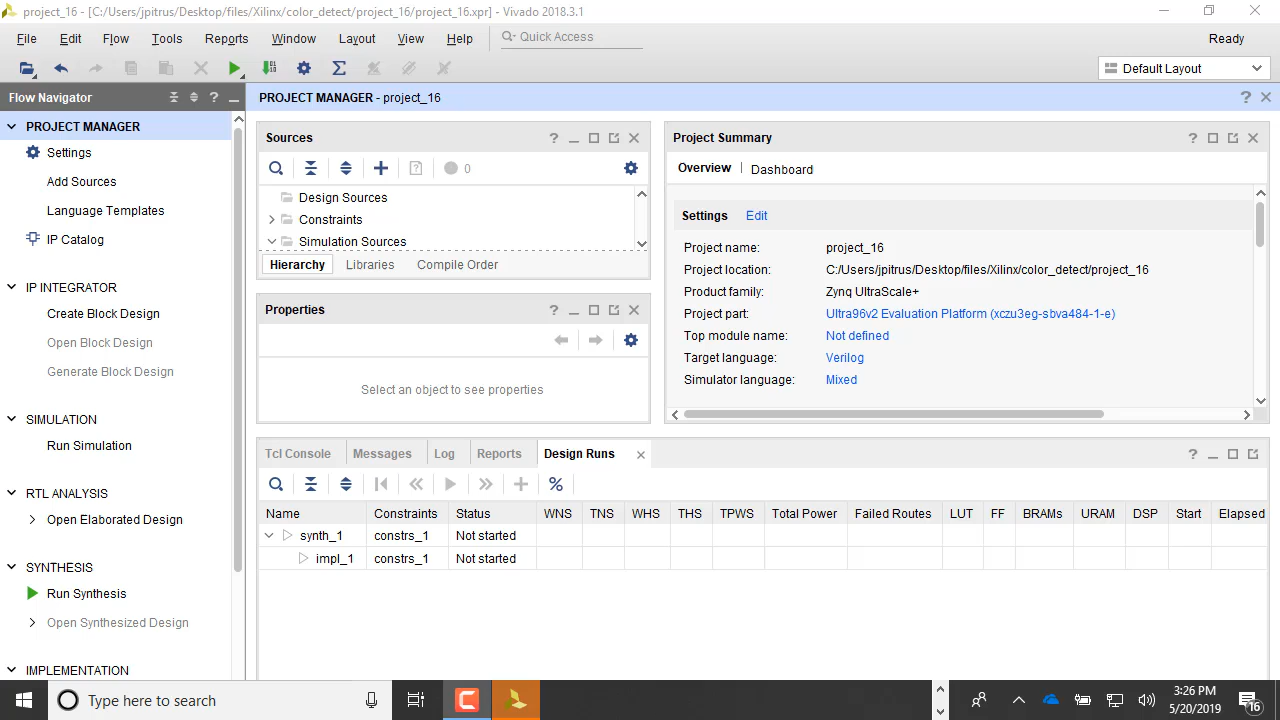 project_16 - [C:/Users/jpitrus/Desktop/files/Xilinx/color_detect/project_16/project_16.xpr] - Vivado 2018.3.1
File Edit Flow Tools Reports Window Layout View Help Quick Access Ready
Default Layout
Flow Navigator
PROJECT MANAGER
Settings
Add Sources
Language Templates
IP Catalog
IP INTEGRATOR
Create Block Design
Open Block Design
Generate Block Design
SIMULATION
Run Simulation
RTL ANALYSIS
Open Elaborated Design
SYNTHESIS
Run Synthesis
Open Synthesized Design
IMPLEMENTATION
PROJECT MANAGER - project_16
Sources
0
Design Sources
Constraints
Simulation Sources
Hierarchy Libraries Compile Order
Properties
Select an object to see properties
Project Summary
Overview Dashboard
Settings Edit
Project name: project_16
Project location: C:/Users/jpitrus/Desktop/files/Xilinx/color_detect/project_16
Product family: Zynq UltraScale+
Project part: Ultra96v2 Evaluation Platform (xczu3eg-sbva484-1-e)
Top module name: Not defined
Target language: Verilog
Simulator language: Mixed
Tcl Console Messages Log Reports Design Runs
Name Constraints Status WNS TNS WHS THS TPWS Total Power Failed Routes LUT FF BRAMs URAM DSP Start Elapsed
synth_1 constrs_1 Not started
impl_1 constrs_1 Not started
Type here to search
3:26 PM
5/20/2019
16